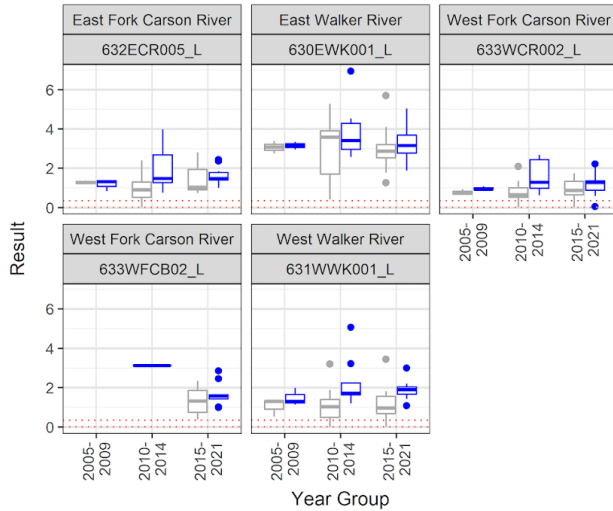 East Fork Carson River
East Walker River
West Fork Carson River
632ECR005_L
630EWK001_L
633WCR002_L
6
4
2
0
2005-
2009
2010-
2014
2015-
2021
West Fork Carson River
West Walker River
633WFCB02_L
631WWK001_L
6
4
2
0
2005-
2009
2010-
2014
2015-
2021
2005-
2009
2010-
2014
2015-
2021
Result
Year Group